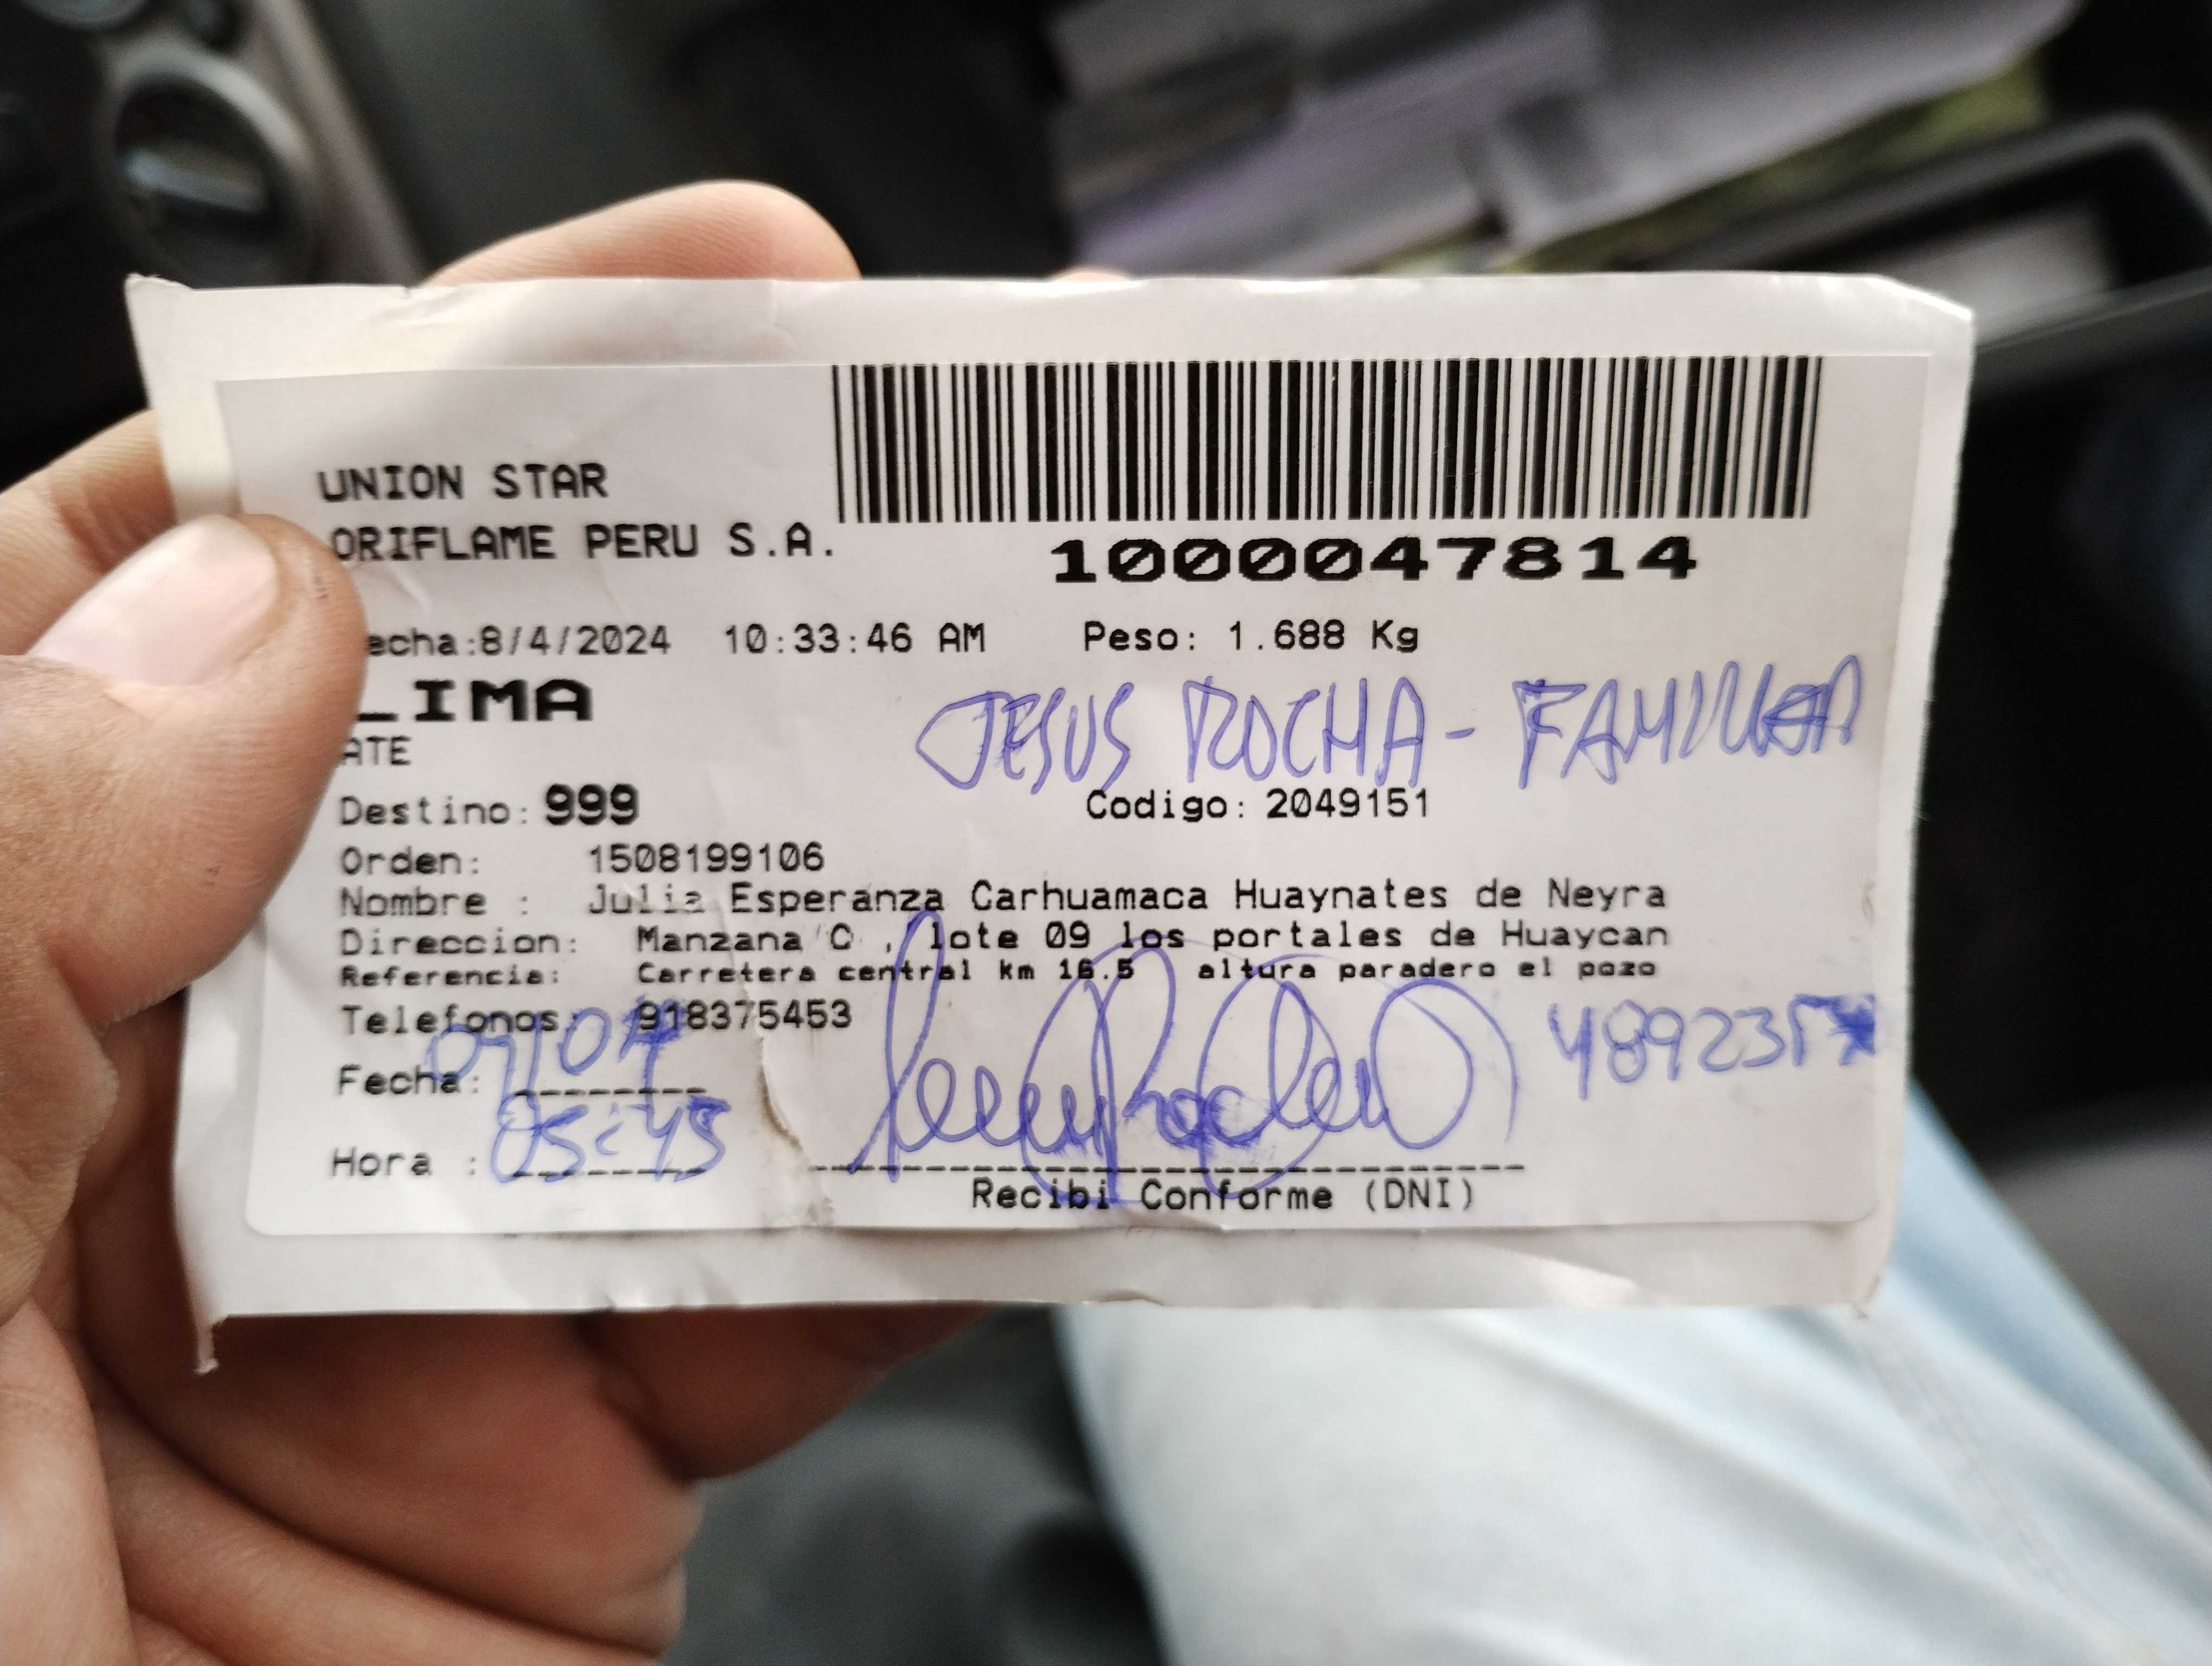 UNION STAR
ORIFLAME PERU S.A.
1000047814
echa:8/4/2024 10:33:46 AM Peso: 1.688 Kg
LIMA
JESUS ROCHA - FAMILIAR
ATE
Destino: 999 Codigo: 2049151
Orden: 1508199106
Nombre : Julia Esperanza Carhuamaca Huaynates de Neyra
Direccion: Manzana C , lote 09 los portales de Huaycan
Referencia: Carretera central km 16.5 altura paradero el pozo
Telefonos: 918375453
Fecha: 09/04
Hora : 05:45
Recibi Conforme (DNI)